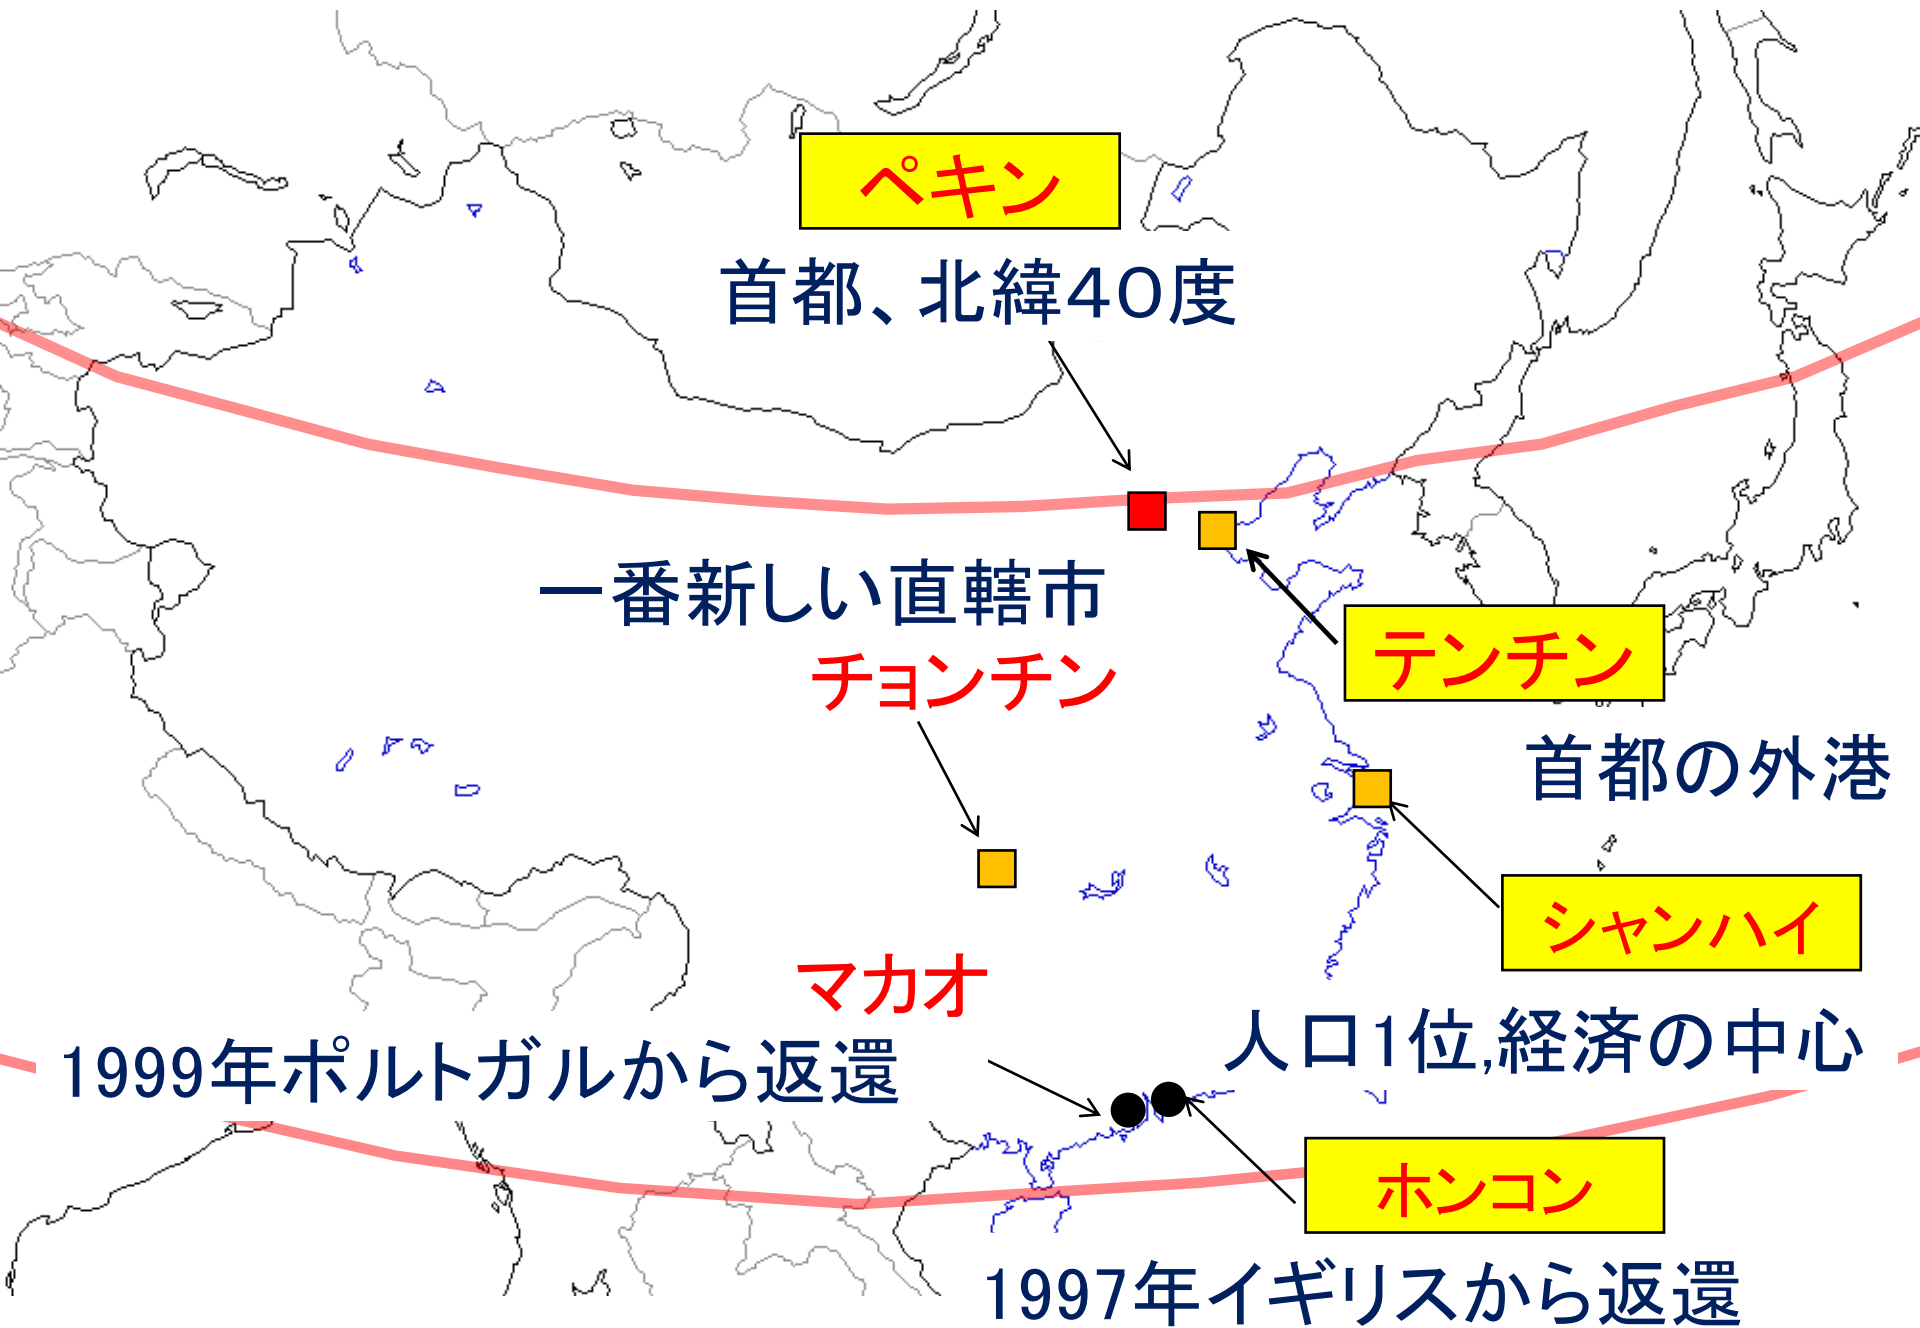 ペキン
首都、北緯40度
一番新しい直轄市
チョンチン
テンチン
首都の外港
シャンハイ
人口1位,経済の中心
マカオ
1999年ポルトガルから返還
ホンコン
1997年イギリスから返還